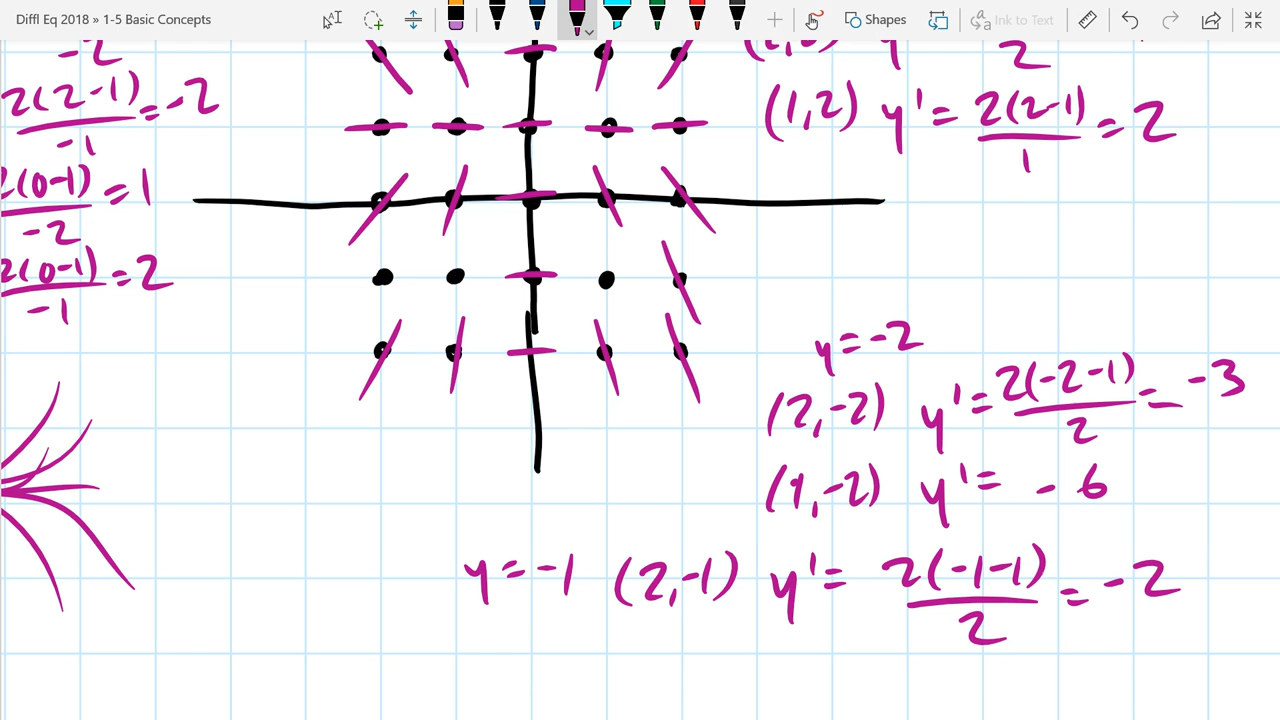 Diffl Eq 2018 » 1-5 Basic Concepts
Shapes
Ink to Text
-2
2
2(2-1)/-1 = -2
(1,2) y' = 2(2-1)/1 = 2
2(0-1)/-2 = 1
2(0-1)/-1 = 2
y = -2
(2,-2) y' = 2(-2-1)/2 = -3
(1,-2) y' = -6
y = -1 (2,-1) y' = 2(-1-1)/2 = -2